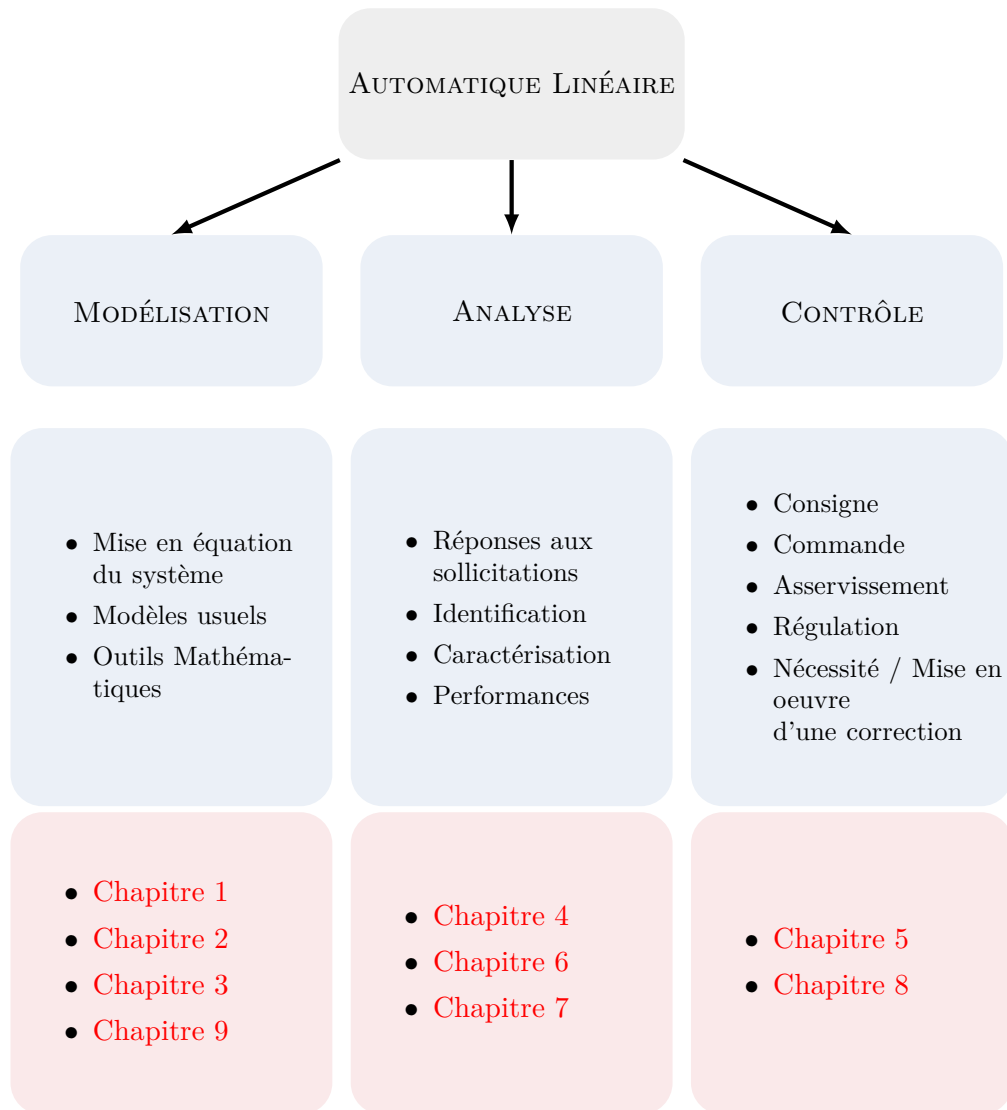 AUTOMATIQUE LINÉAIRE
MODÉLISATION
ANALYSE
CONTRÔLE
• Mise en équation
du système
• Modèles usuels
• Outils Mathéma-
tiques
• Réponses aux
sollicitations
• Identification
• Caractérisation
• Performances
• Consigne
• Commande
• Asservissement
• Régulation
• Nécessité / Mise en
oeuvre
d'une correction
• Chapitre 1
• Chapitre 2
• Chapitre 3
• Chapitre 9
• Chapitre 4
• Chapitre 6
• Chapitre 7
• Chapitre 5
• Chapitre 8